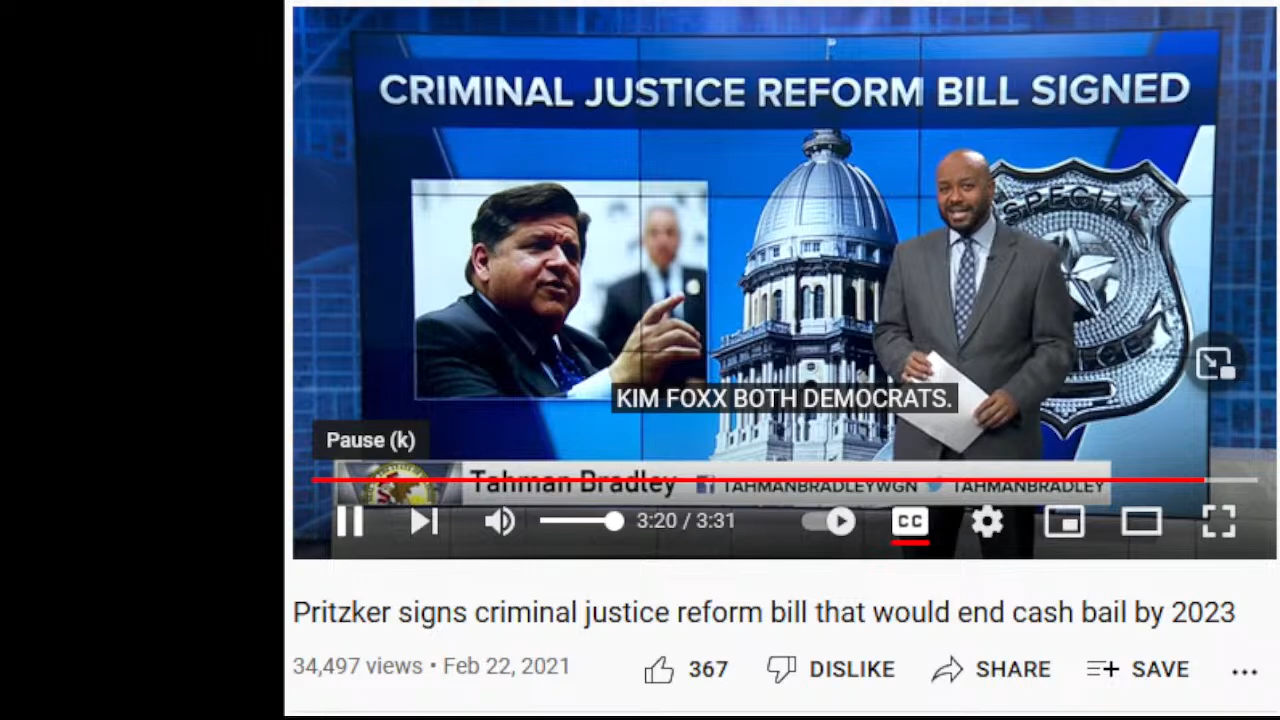 CRIMINAL JUSTICE REFORM BILL SIGNED
SPECIAL
POLICE
KIM FOXX BOTH DEMOCRATS.
Pause (k)
Tahman Bradley TAHMANBRADLEYWGN TAHMANBRADLEY
3:20 / 3:31
CC
Pritzker signs criminal justice reform bill that would end cash bail by 2023
34,497 views • Feb 22, 2021 367 DISLIKE SHARE SAVE ...